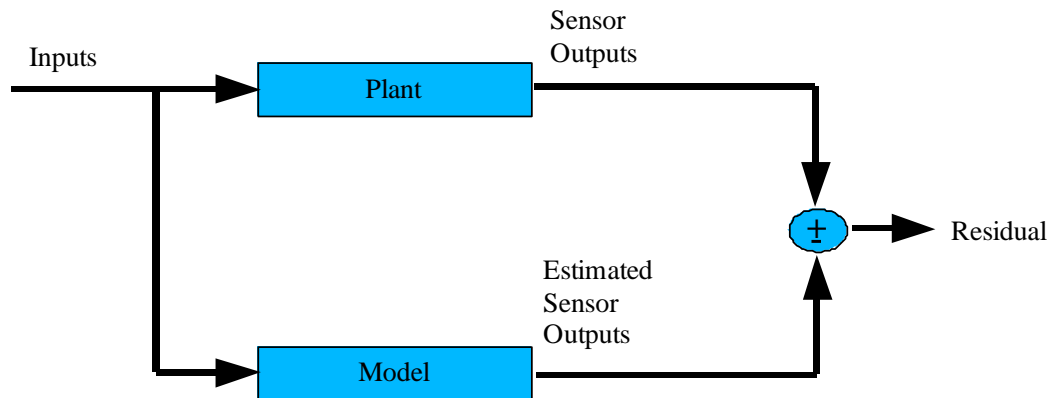 Sensor
Outputs
Inputs
Plant
±
Residual
Estimated
Sensor
Outputs
Model